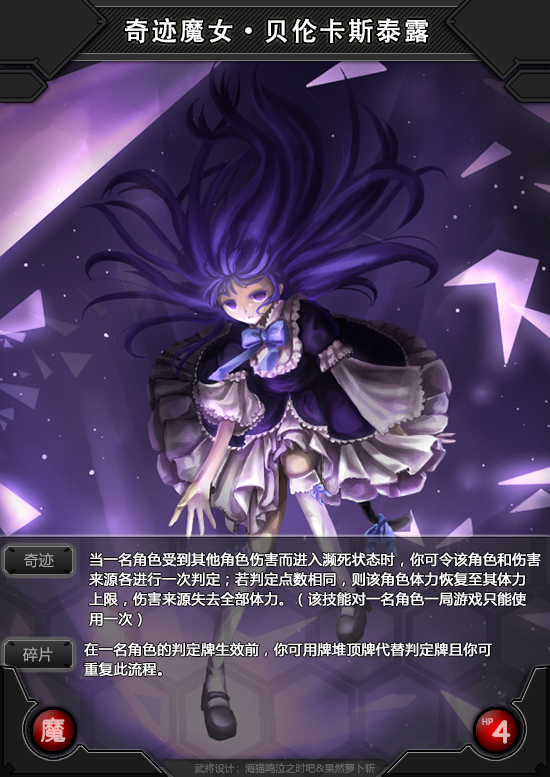 奇迹魔女•贝伦卡斯泰露
奇迹
当一名角色受到其他角色伤害而进入濒死状态时，你可令该角色和伤害
来源各进行一次判定；若判定点数相同，则该角色体力恢复至其体力
上限，伤害来源失去全部体力。（该技能对一名角色一局游戏只能使
用一次）
碎片
在一名角色的判定牌生效前，你可用牌堆顶牌代替判定牌且你可
重复此流程。
魔
HP 4
武将设计：海猫鸣泣之时吧&果然萝卜斩